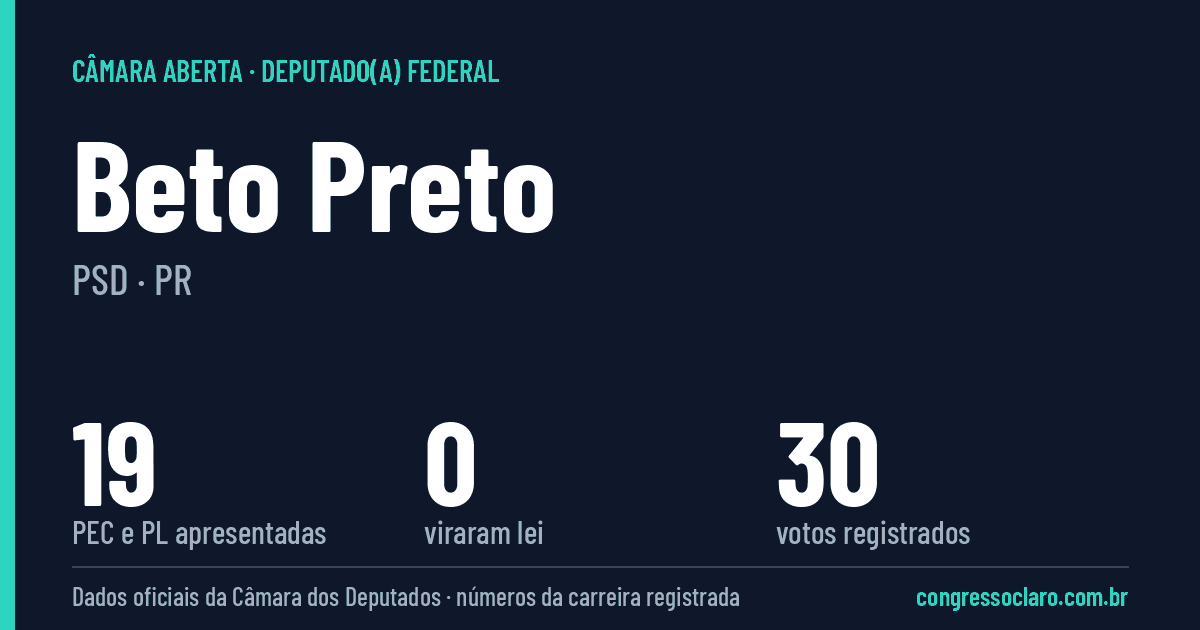 CÂMARA ABERTA · DEPUTADO(A) FEDERAL
Beto Preto
PSD · PR
19
PEC e PL apresentadas
0
viraram lei
30
votos registrados
Dados oficiais da Câmara dos Deputados · números da carreira registrada
congressoclaro.com.br